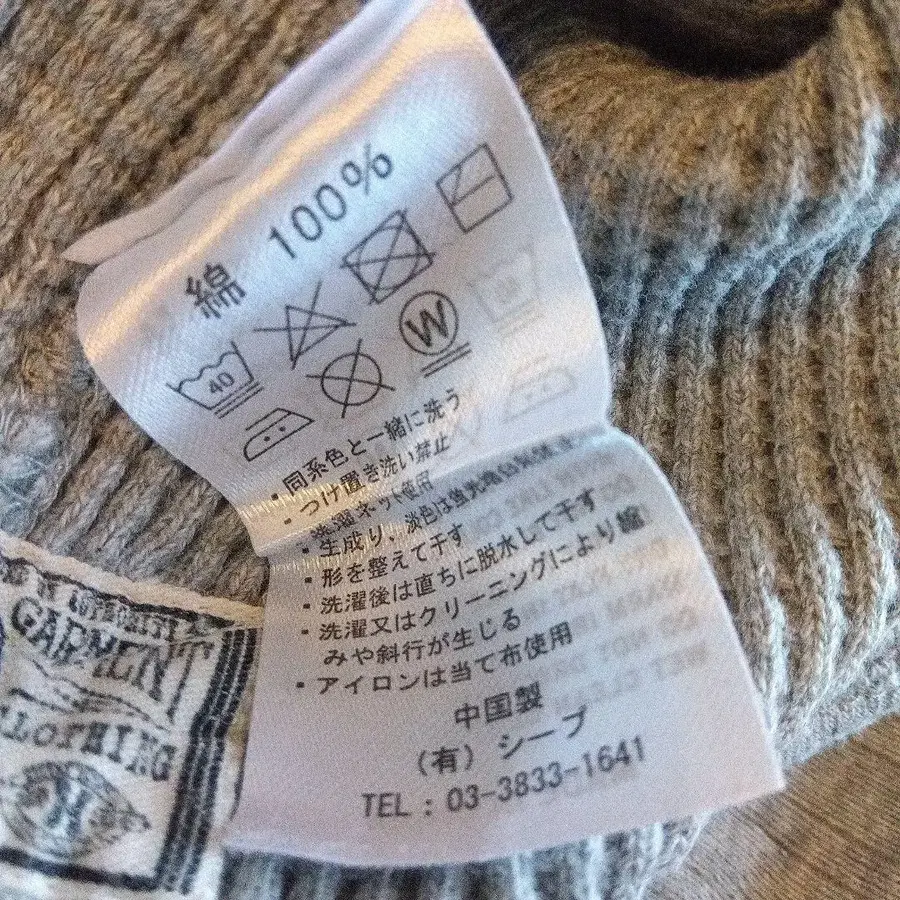 綿 100%
40
W
・同系色と一緒に洗う
・つけ置き洗い禁止
洗濯ネット使用
・生成り、淡色は蛍光増白剤
・形を整えて干す
・洗濯後は直ちに脱水して干す
・洗濯又はクリーニングにより縮
みや斜行が生じる
・アイロンは当て布使用
中国製
(有) シープ
TEL : 03-3833-1641
GARMENT
CLOTHING
H